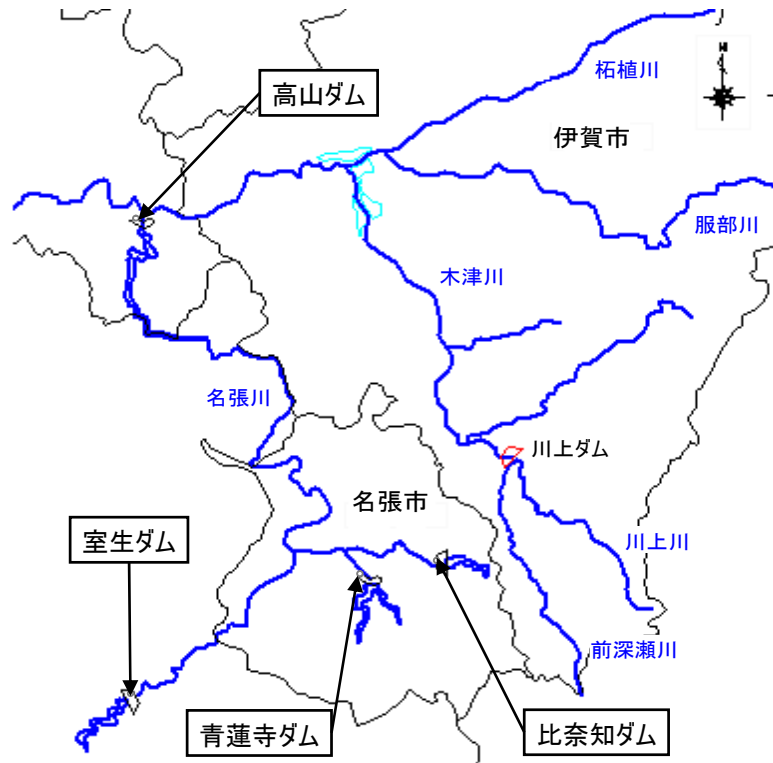 柘植川
N
高山ダム
伊賀市
服部川
木津川
名張川
川上ダム
名張市
室生ダム
川上川
前深瀬川
青蓮寺ダム
比奈知ダム